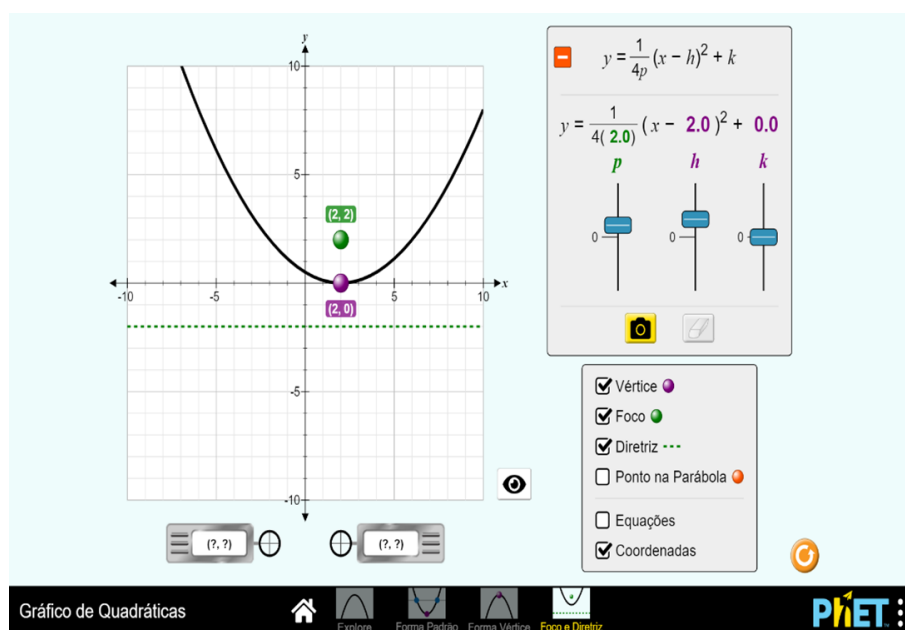 y
10
5
(2, 2)
-10
-5
5
10
x
(2, 0)
-5
-10
(?, ?)
(?, ?)
y = 1/4p (x − h)² + k
y = 1/4( 2.0) ( x − 2.0 )² + 0.0
p h k
0 0 0
Vértice
Foco
Diretriz
Ponto na Parábola
Equações
Coordenadas
Gráfico de Quadráticas
Explore
Forma Padrão
Forma Vértice
Foco e Diretriz
PhET